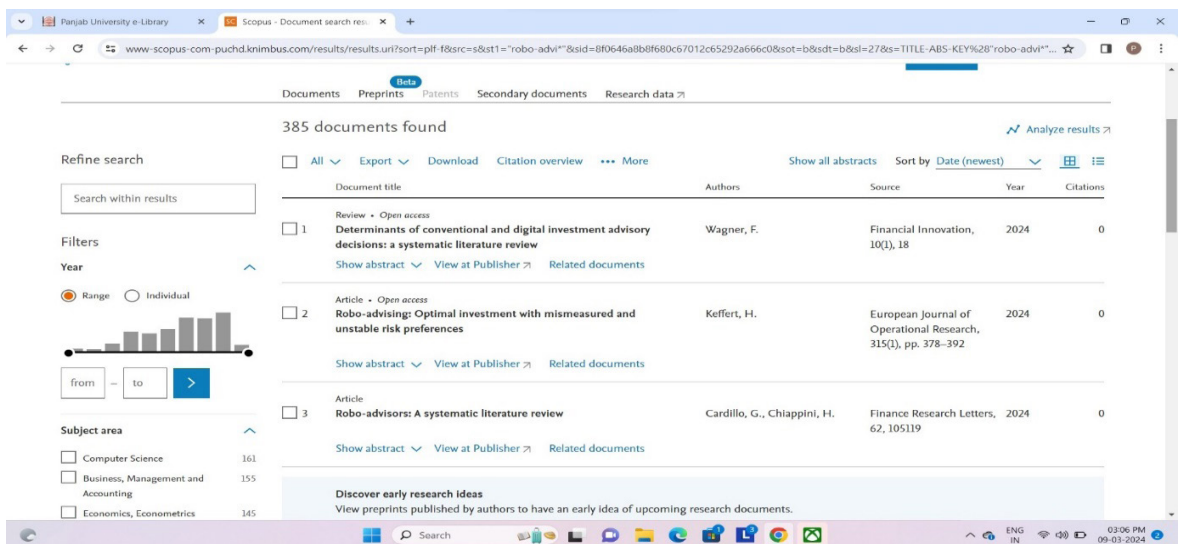 Panjab University e-Library
SC Scopus - Document search resu
www-scopus-com-puchd.knimbus.com/results/results.uri?sort=plf-f&src=s&st1="robo-advi*"&sid=8f0646a8b8f680c67012c65292a666c0&sot=b&sdt=b&sl=27&s=TITLE-ABS-KEY%28"robo-advi*"...
P
Beta
Documents Preprints Patents Secondary documents Research data
385 documents found
Analyze results
Refine search
All Export Download Citation overview ••• More Show all abstracts Sort by Date (newest)
Search within results
Document title Authors Source Year Citations
Filters
Year
Range Individual
from – to
Subject area
Computer Science 161
Business, Management and 155
Accounting
Economics, Econometrics 145
Review • Open access
1 Determinants of conventional and digital investment advisory Wagner, F. Financial Innovation, 2024 0
decisions: a systematic literature review 10(1), 18
Show abstract View at Publisher Related documents
Article • Open access
2 Robo-advising: Optimal investment with mismeasured and Keffert, H. European Journal of 2024 0
unstable risk preferences Operational Research,
315(1), pp. 378–392
Show abstract View at Publisher Related documents
Article
3 Robo-advisors: A systematic literature review Cardillo, G., Chiappini, H. Finance Research Letters, 2024 0
62, 105119
Show abstract View at Publisher Related documents
Discover early research ideas
View preprints published by authors to have an early idea of upcoming research documents.
Search
ENG 03:06 PM
IN 09-03-2024 2